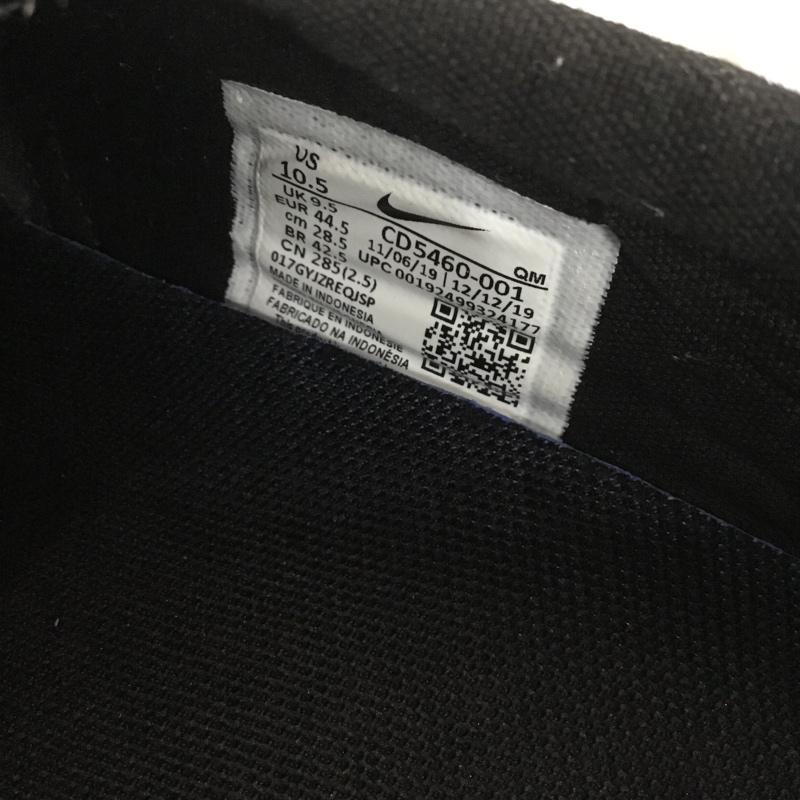 US
10.5
UK 9.5
EUR 44.5
cm 28.5
BR 42.5
CN 285(2.5)
017GYJZREQJSP
MADE IN INDONESIA
FABRIQUE EN INDONESIE
FABRICADO NA INDONÉSIA
QM
CD5460-001
11/06/19 | 12/12/19
UPC 00192499324177